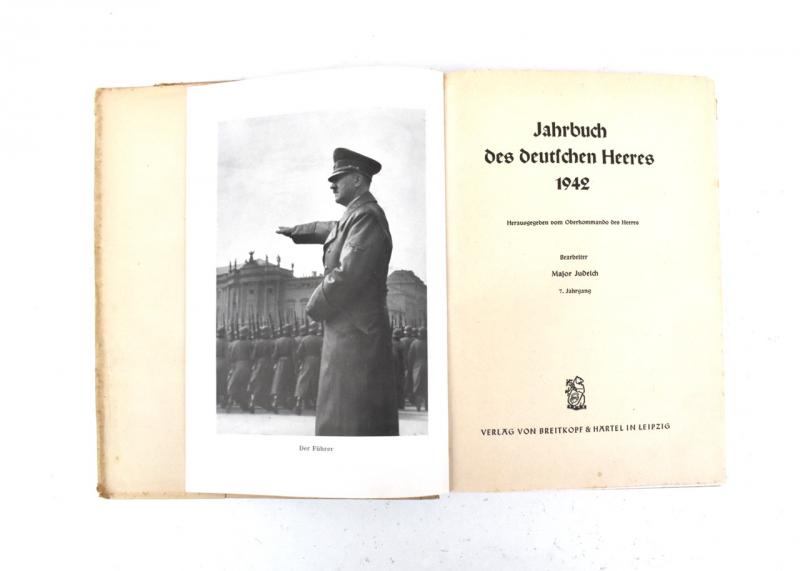 Der Führer
Jahrbuch
des deutſchen Heeres
1942
Herausgegeben vom Oberkommando des Heeres
Bearbeiter
Major Judeich
7. Jahrgang
VERLAG VON BREITKOPF & HÄRTEL IN LEIPZIG